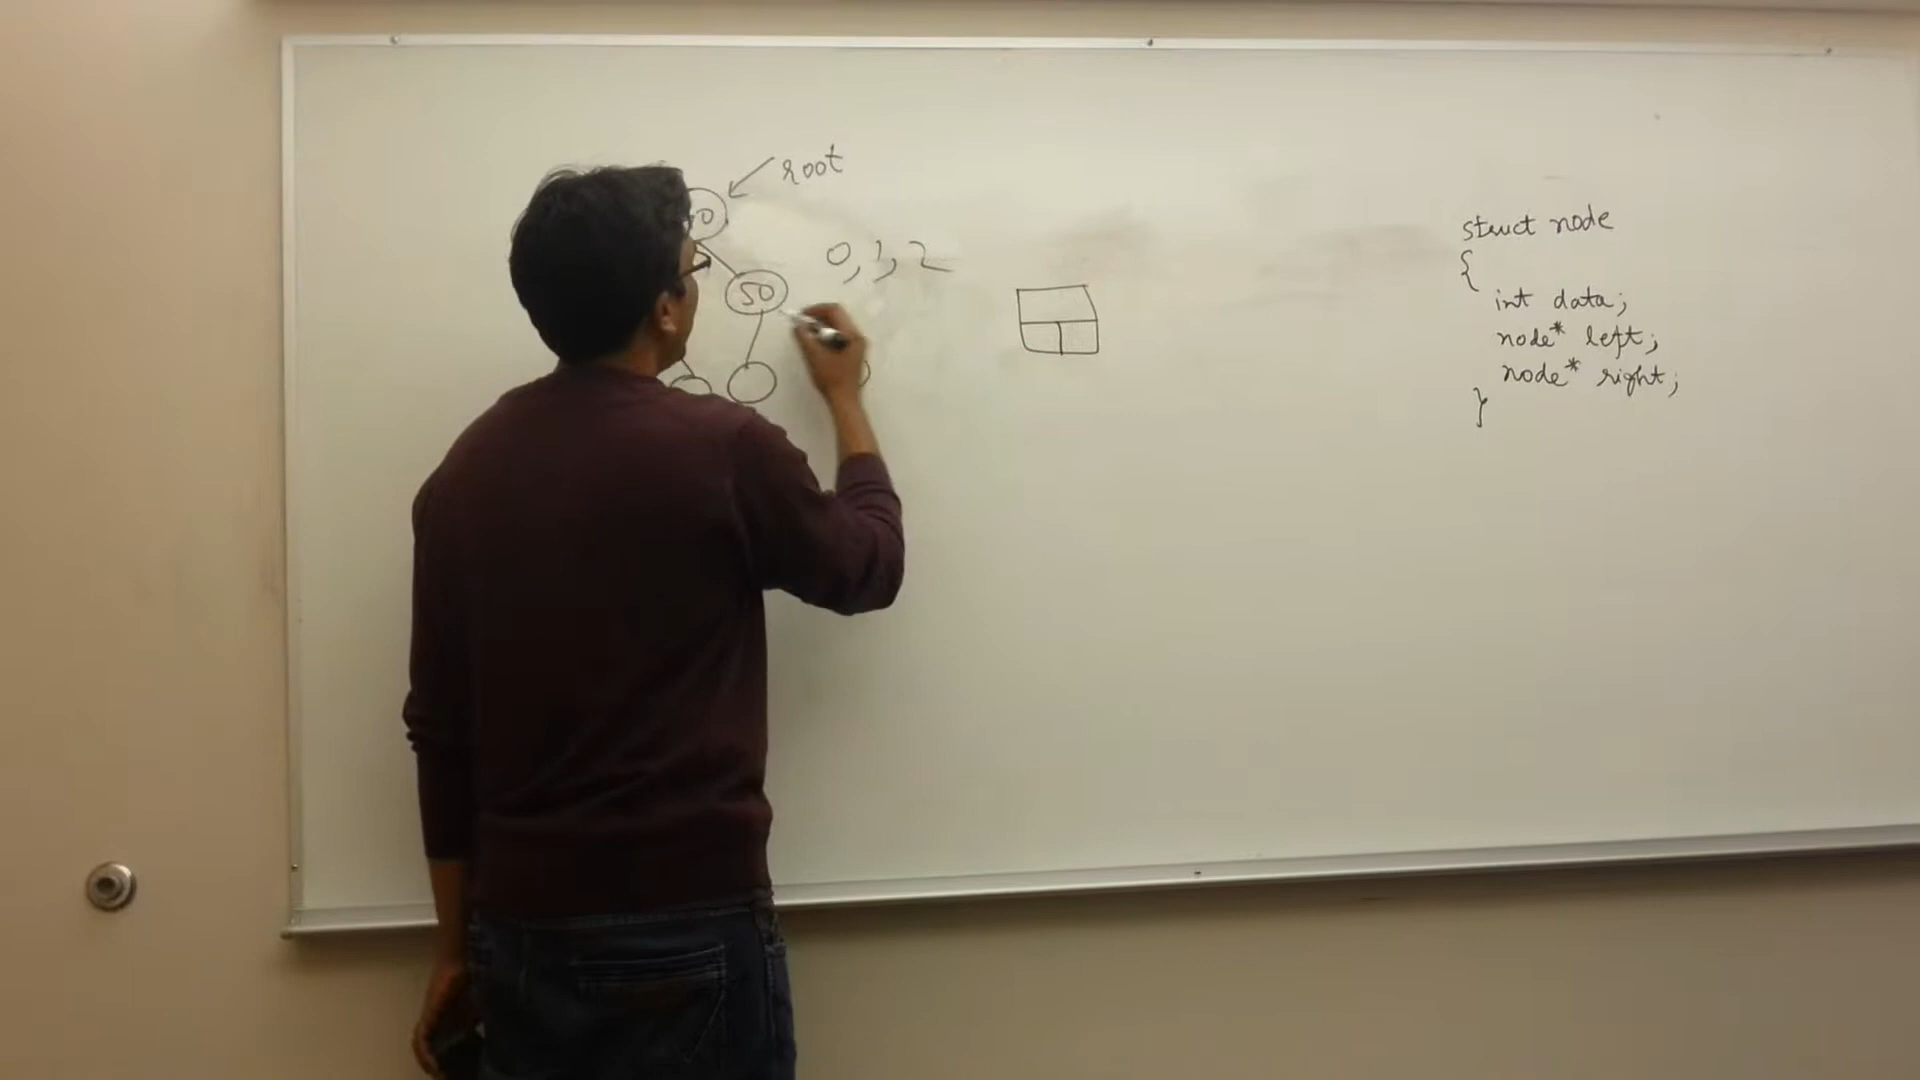 root
0, 1, 2
50
struct node
{
int data;
node* left;
node* right;
}